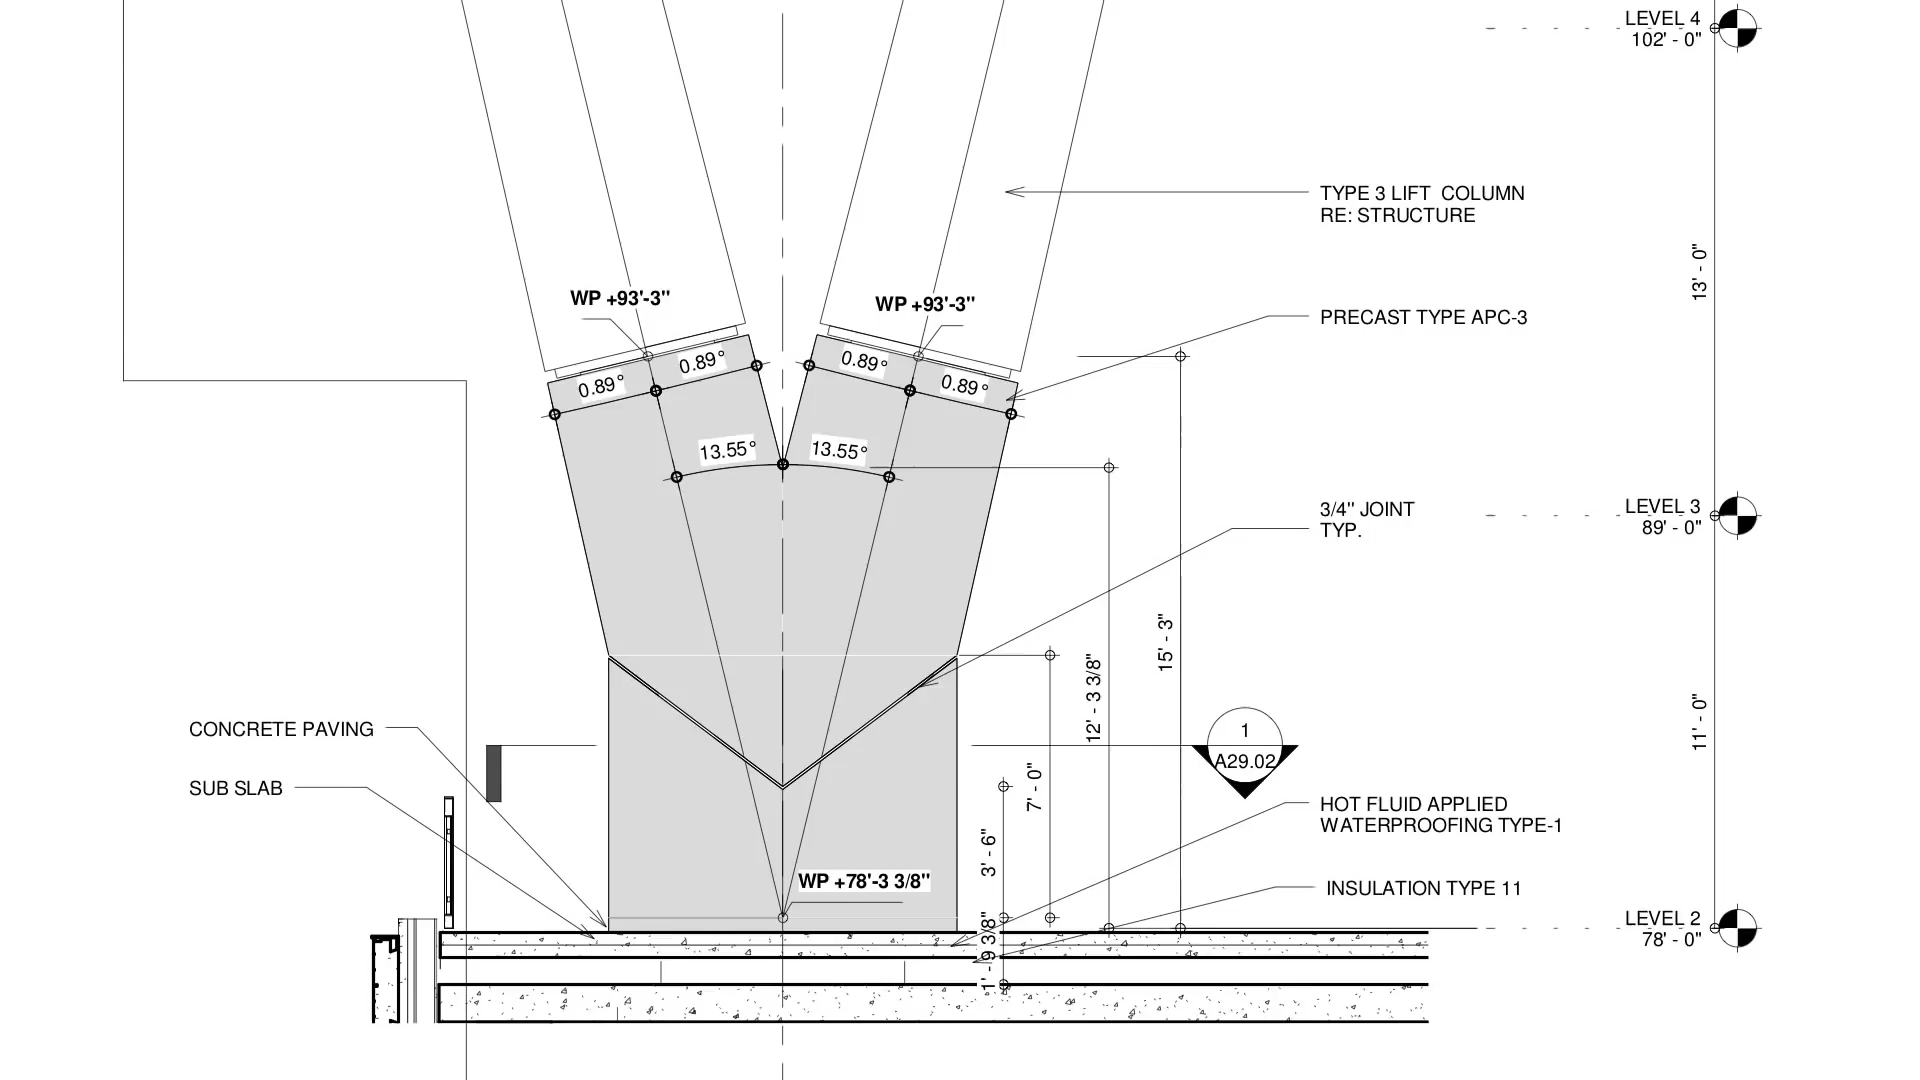 LEVEL 4
102' - 0"
TYPE 3 LIFT  COLUMN
RE: STRUCTURE
13' - 0"
WP +93'-3"
WP +93'-3"
PRECAST TYPE APC-3
0.89°
0.89°
0.89°
0.89°
13.55°
13.55°
3/4" JOINT
TYP.
LEVEL 3
89' - 0"
15' - 3"
12' - 3 3/8"
11' - 0"
CONCRETE PAVING
1
A29.02
7' - 0"
SUB SLAB
HOT FLUID APPLIED
WATERPROOFING TYPE-1
3' - 6"
WP +78'-3 3/8"
INSULATION TYPE 11
LEVEL 2
78' - 0"
1' - 9 3/8"